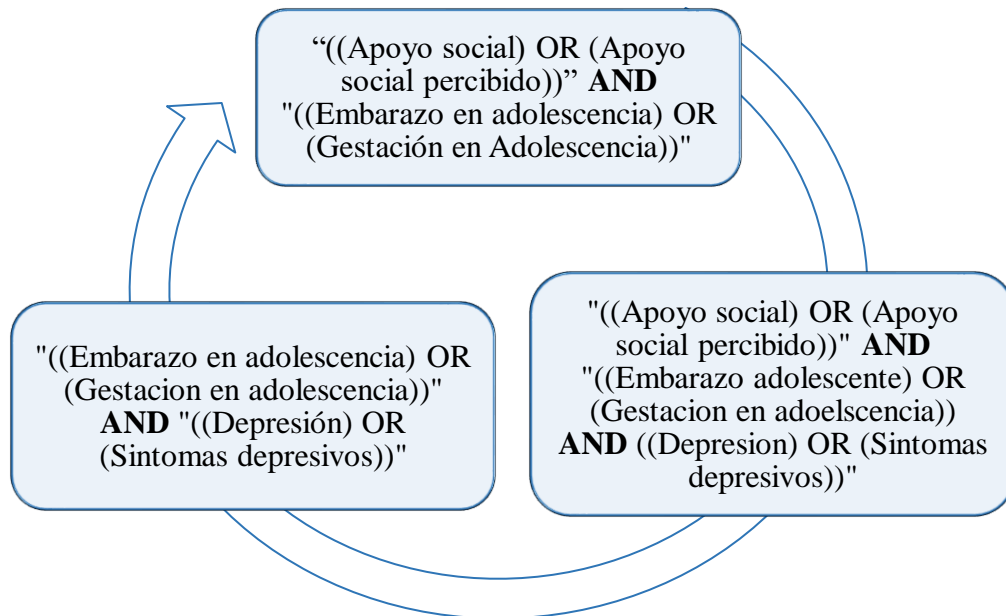 “((Apoyo social) OR (Apoyo
social percibido))” AND
"((Embarazo en adolescencia) OR
(Gestación en Adolescencia))"
"((Apoyo social) OR (Apoyo
social percibido))" AND
"((Embarazo adolescente) OR
(Gestacion en adoelscencia))
AND ((Depresion) OR (Sintomas
depresivos))"
"((Embarazo en adolescencia) OR
(Gestacion en adolescencia))"
AND "((Depresión) OR
(Sintomas depresivos))"